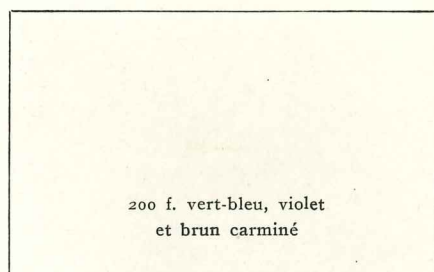 200 f. vert-bleu, violet
et brun carminé